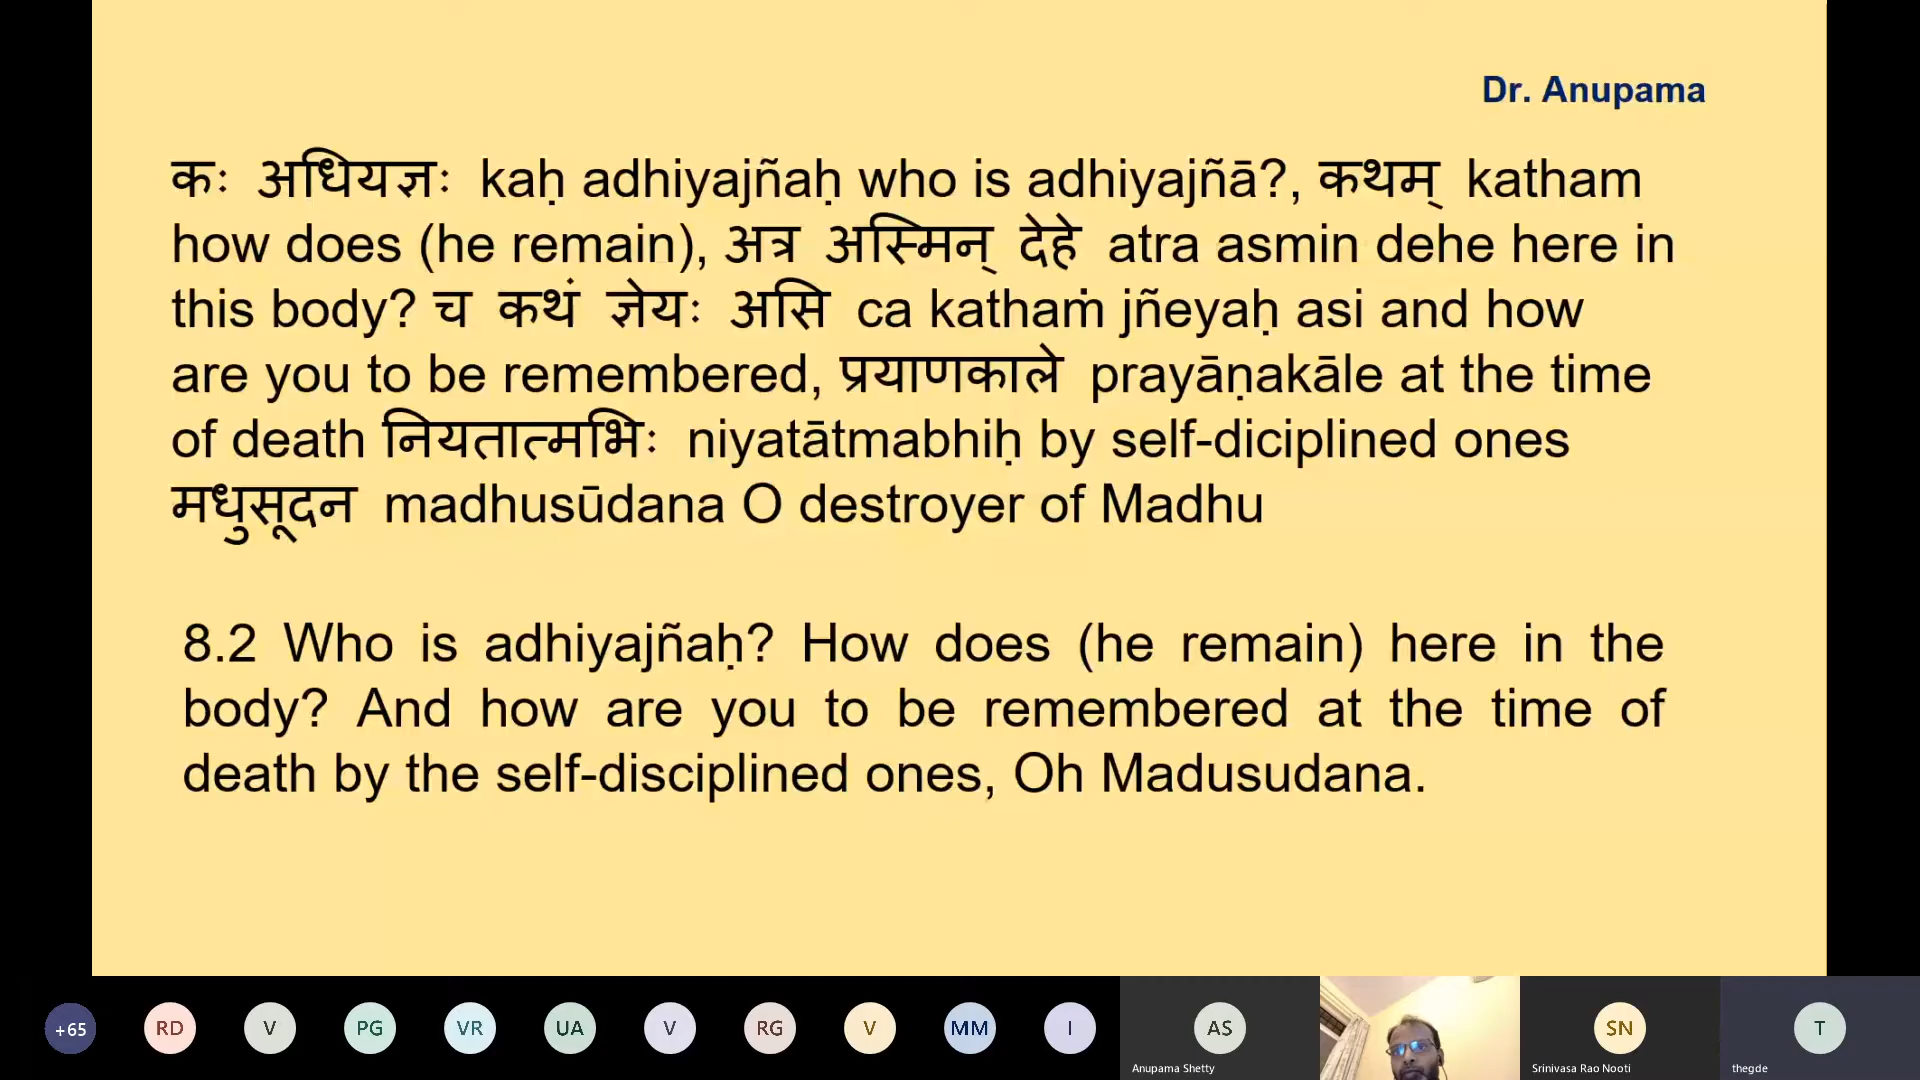 Dr. Anupama
कः अधियज्ञः kaḥ adhiyajñaḥ who is adhiyajñā?, कथम् katham
how does (he remain), अत्र अस्मिन् देहे atra asmin dehe here in
this body? च कथं ज्ञेयः असि ca kathaṁ jñeyaḥ asi and how
are you to be remembered, प्रयाणकाले prayāṇakāle at the time
of death नियतात्मभिः niyatātmabhiḥ by self-diciplined ones
मधुसूदन madhusūdana O destroyer of Madhu
8.2 Who is adhiyajñaḥ? How does (he remain) here in the
body? And how are you to be remembered at the time of
death by the self-disciplined ones, Oh Madusudana.
+65 RD V PG VR UA V RG V MM I AS SN T
Anupama Shetty Srinivasa Rao Nooti thegde